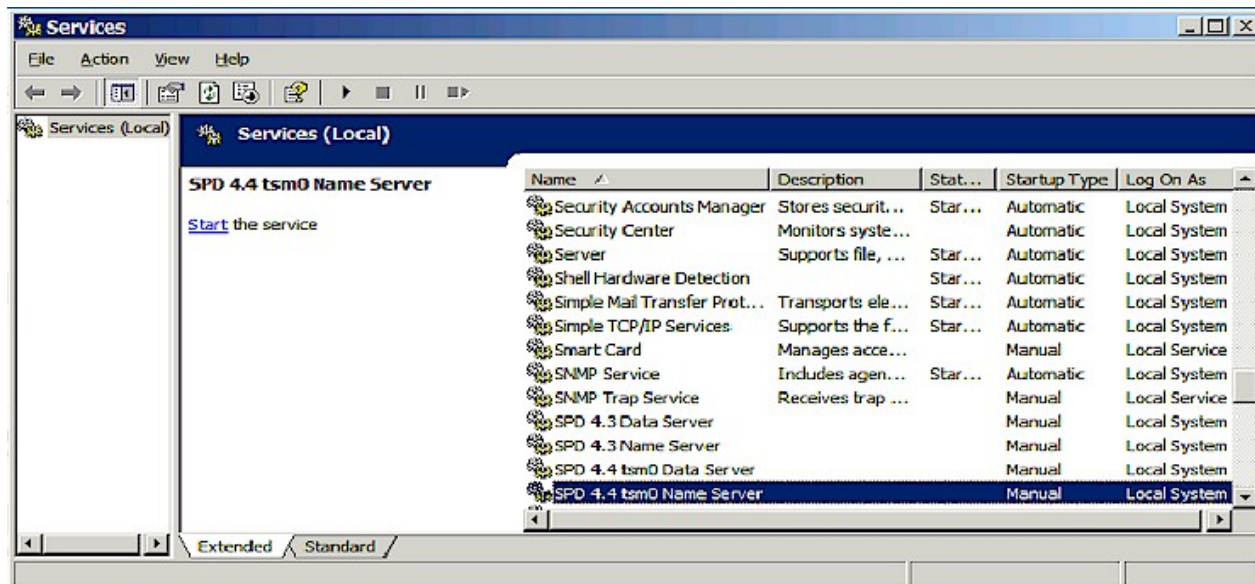 Services
File Action View Help
Services (Local)
Services (Local)
SPD 4.4 tsm0 Name Server
Start the service
Name Description Stat... Startup Type Log On As
Security Accounts Manager Stores securit... Star... Automatic Local System
Security Center Monitors syste... Automatic Local System
Server Supports file, ... Star... Automatic Local System
Shell Hardware Detection Star... Automatic Local System
Simple Mail Transfer Prot... Transports ele... Star... Automatic Local System
Simple TCP/IP Services Supports the f... Star... Automatic Local System
Smart Card Manages acce... Manual Local Service
SNMP Service Includes agen... Star... Automatic Local System
SNMP Trap Service Receives trap ... Manual Local Service
SPD 4.3 Data Server Manual Local System
SPD 4.3 Name Server Manual Local System
SPD 4.4 tsm0 Data Server Manual Local System
SPD 4.4 tsm0 Name Server Manual Local System
Extended Standard